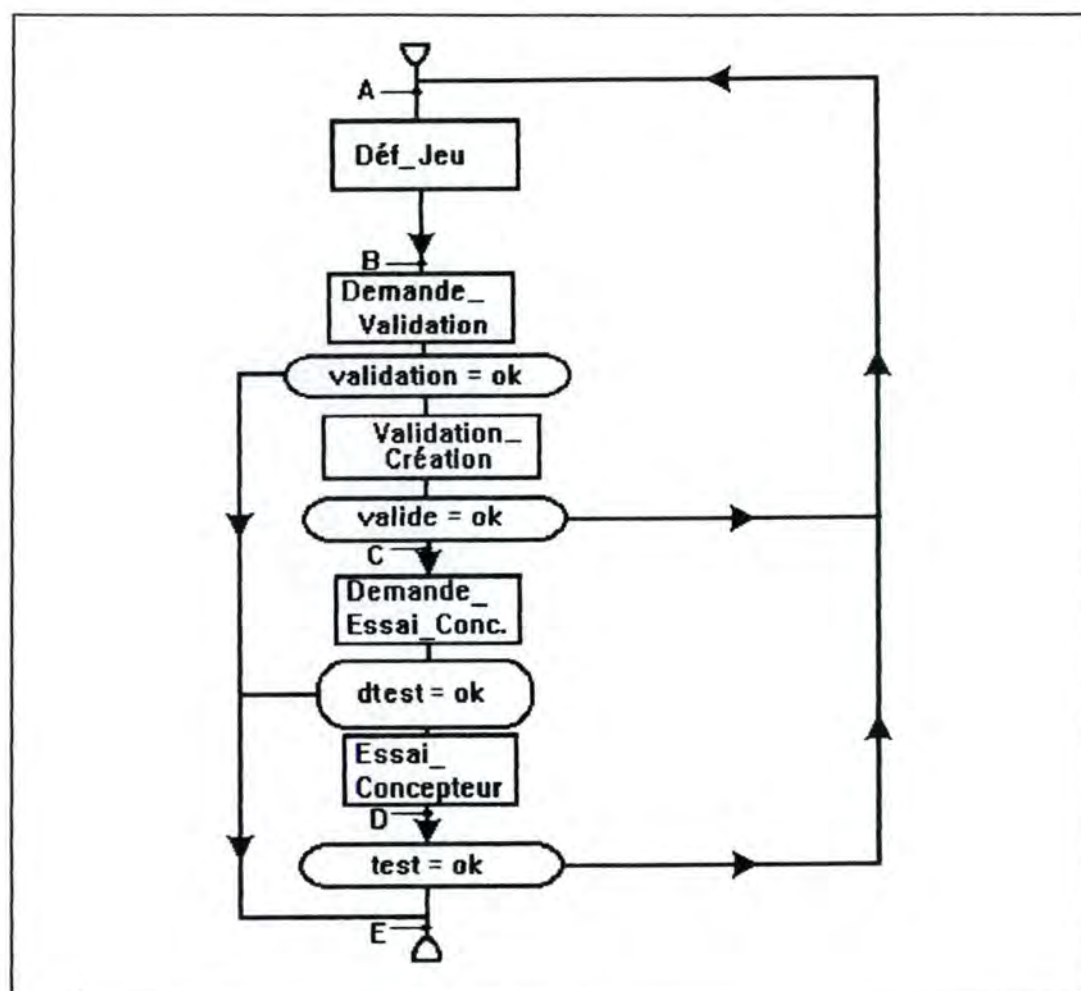 A
Déf_Jeu
B
Demande_
Validation
validation = ok
Validation_
Création
valide = ok
C
Demande_
Essai_Conc.
dtest = ok
Essai_
Concepteur
D
test = ok
E